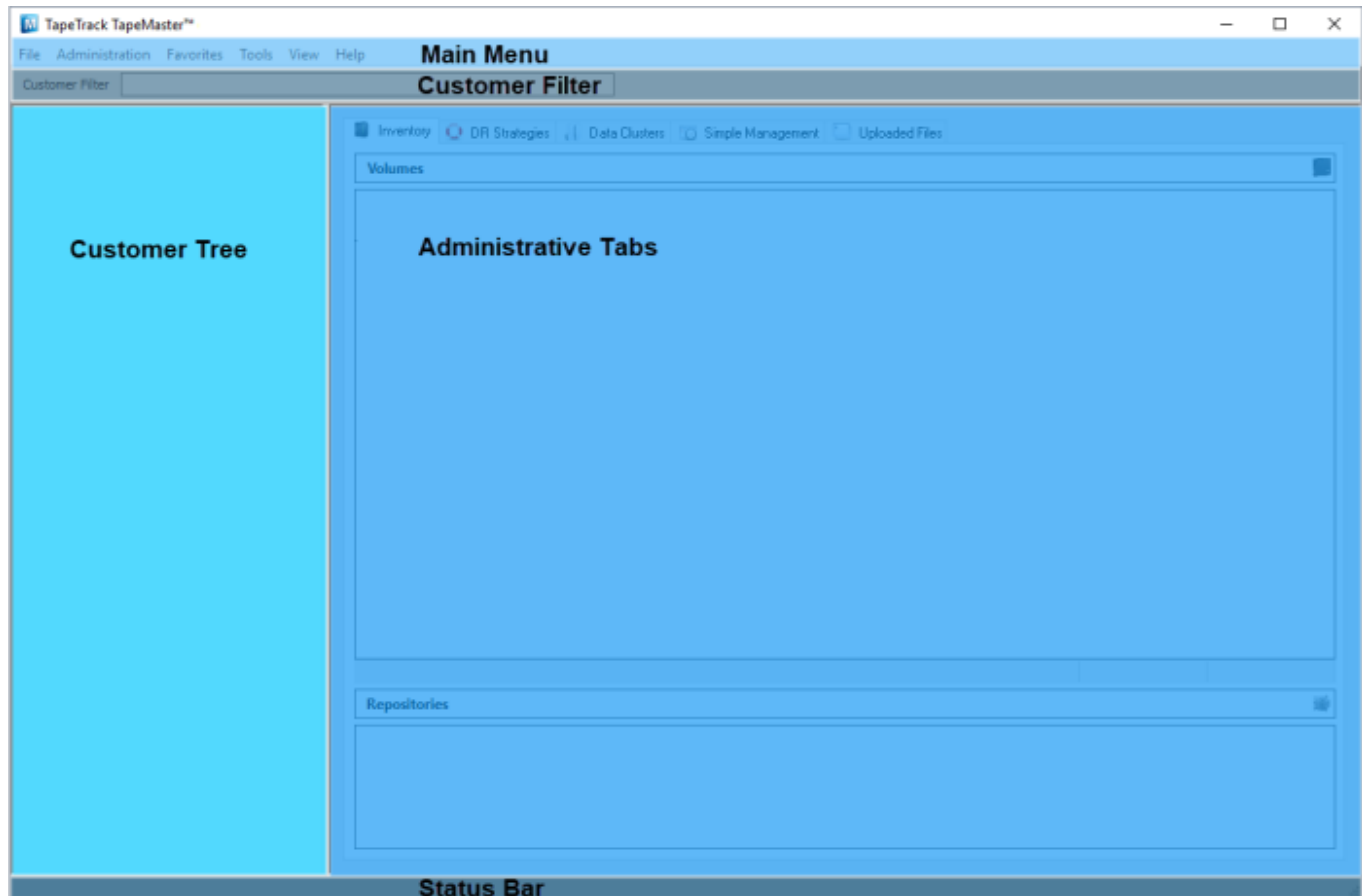 TapeTrack TapeMaster™
File Administration Favorites Tools View Help Main Menu
Customer Filter Customer Filter
Inventory DR Strategies Data Clusters Simple Management Uploaded Files
Volumes
Customer Tree Administrative Tabs
Repositories
Status Bar